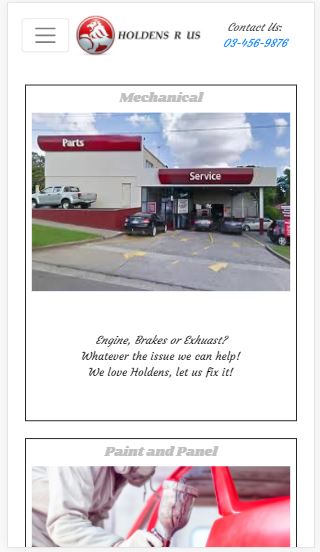 HOLDENS R US
Contact Us:
03-456-9876
Mechanical
Parts
Service
Engine, Brakes or Exhuast?
Whatever the issue we can help!
We love Holdens, let us fix it!
Paint and Panel